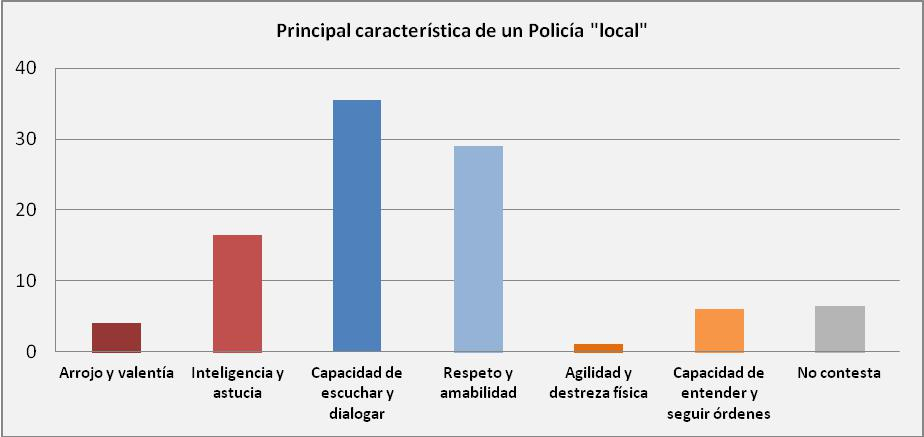 Principal característica de un Policía "local"
40
30
20
10
0
Arrojo y valentía
Inteligencia y
astucia
Capacidad de
escuchar y
dialogar
Respeto y
amabilidad
Agilidad y
destreza física
Capacidad de
entender y
seguir órdenes
No contesta